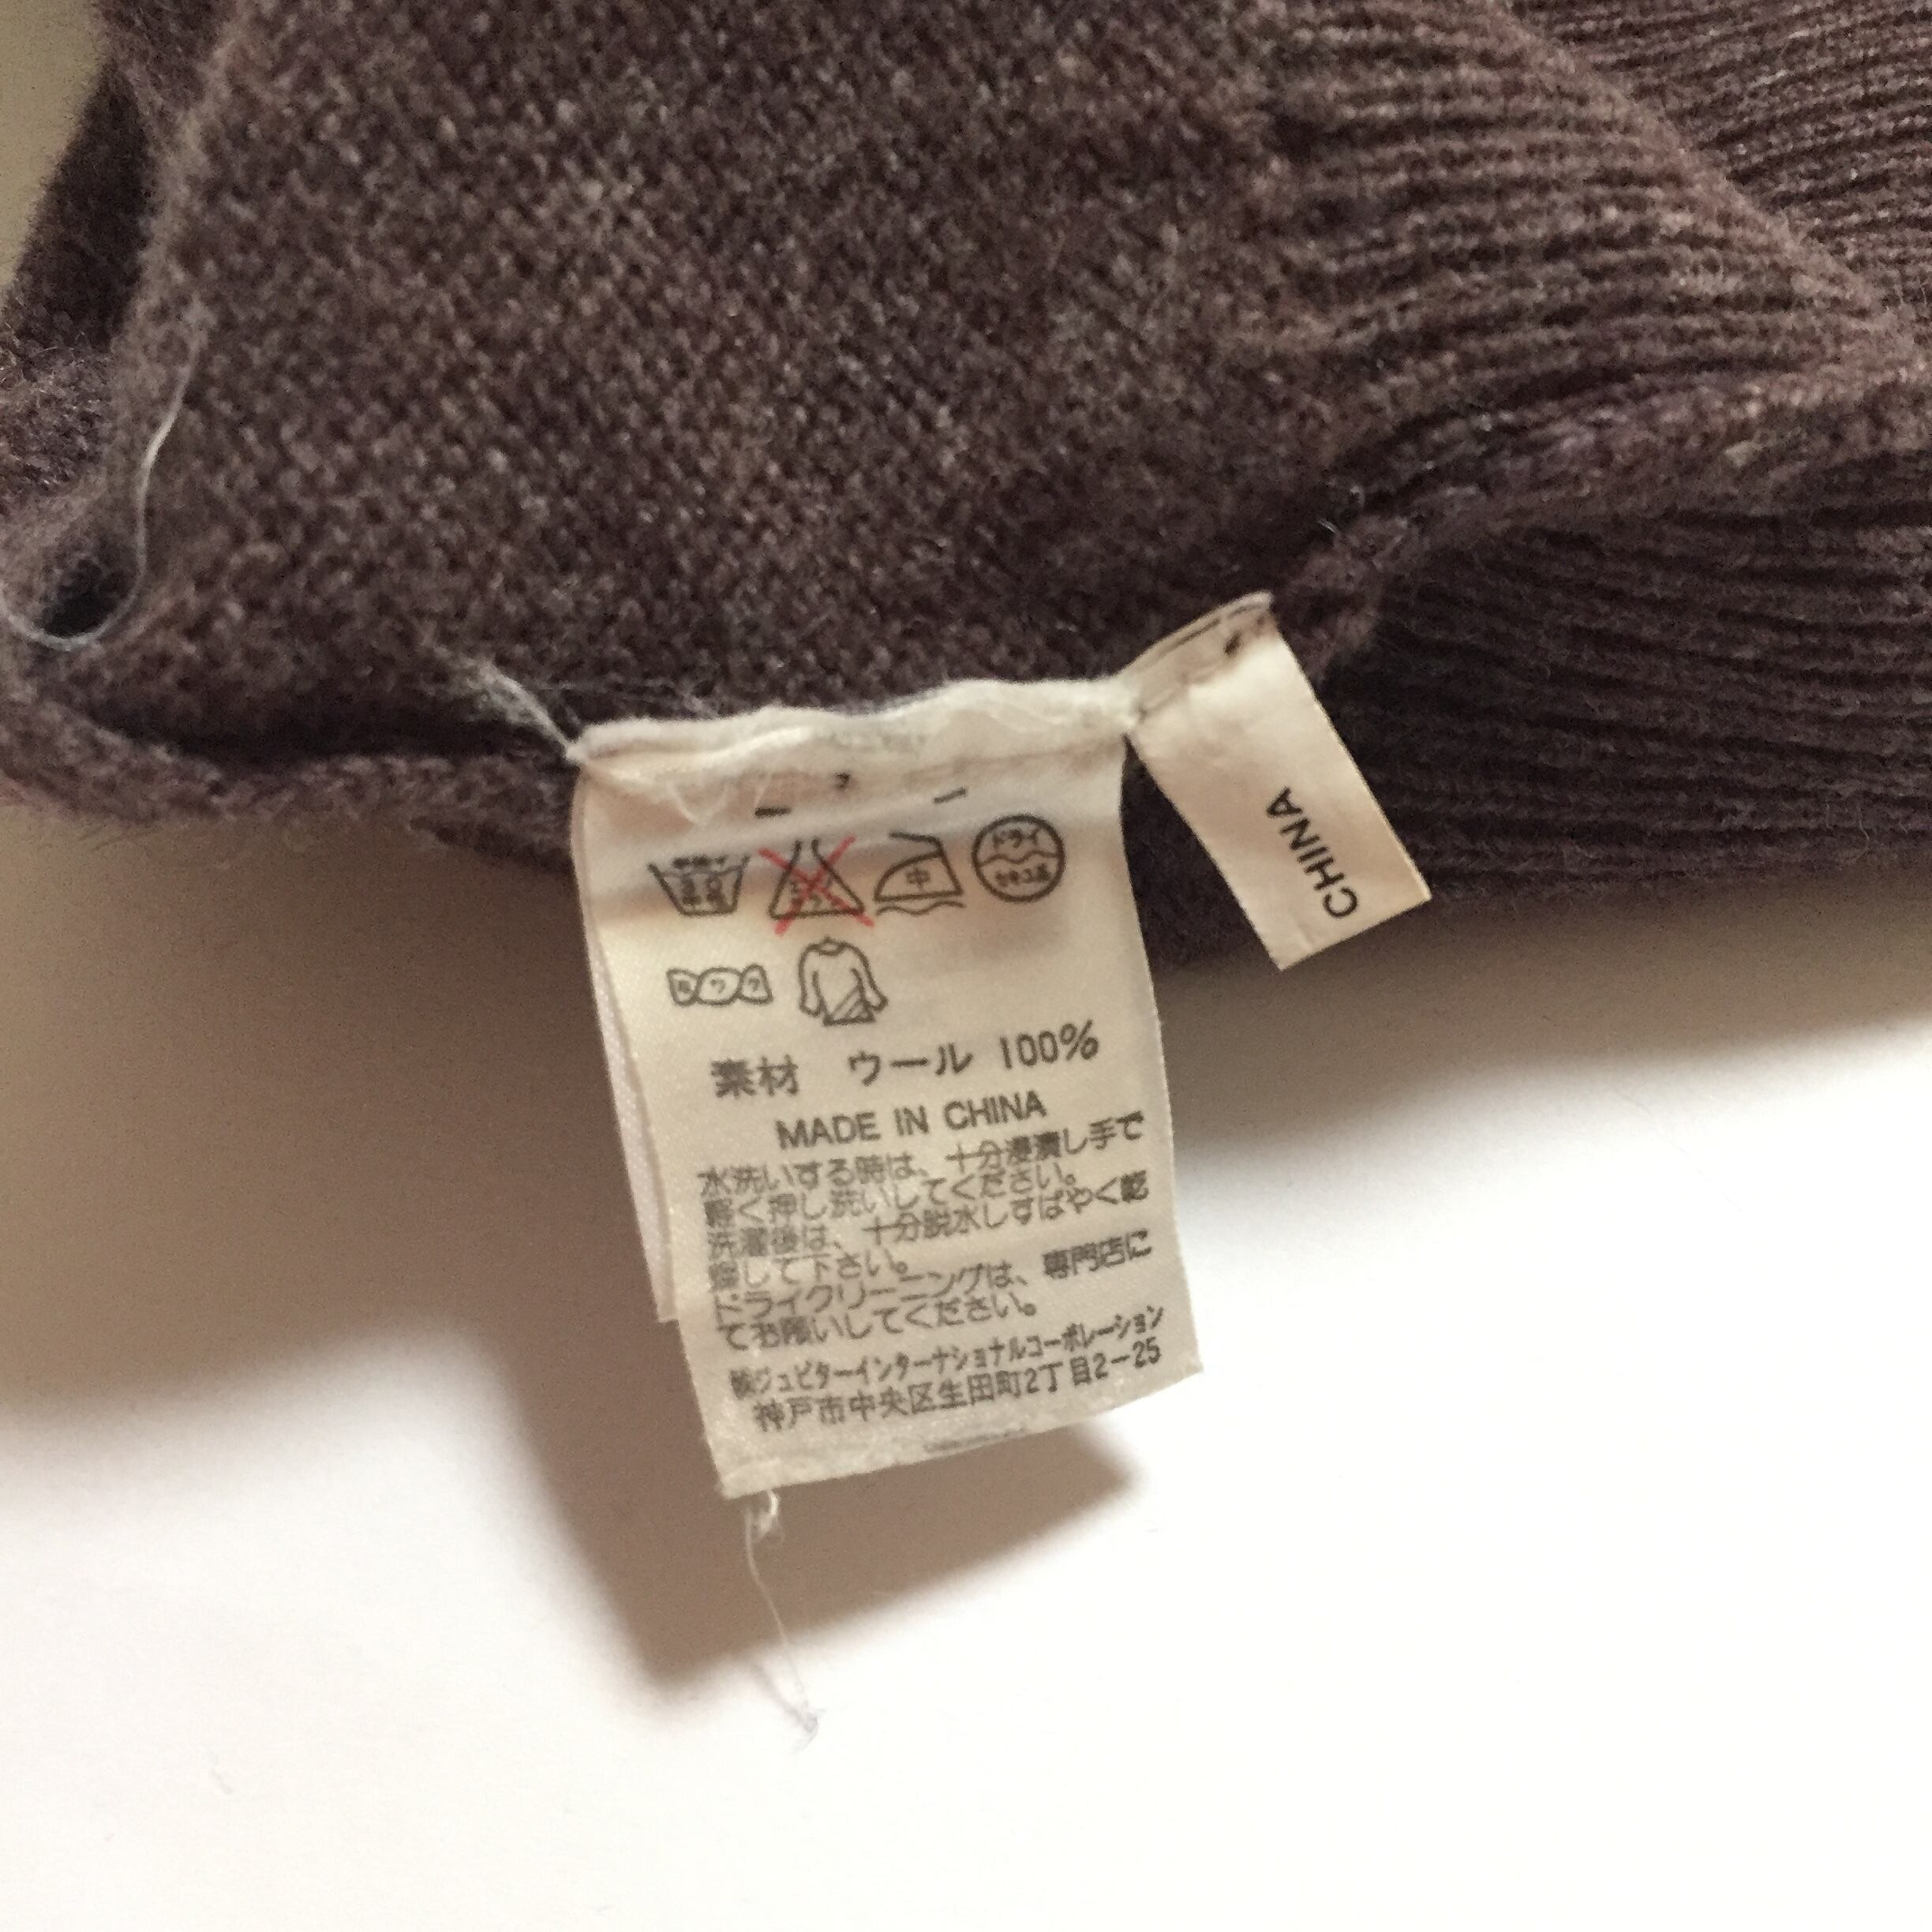 中
ドライ
素材 ウール 100%
MADE IN CHINA
水洗いする時は、十分浸漬し手で
軽く押し洗いしてください。
洗濯後は、十分脱水しすばやく乾
燥して下さい。
ドライクリーニングは、専門店に
てお願いしてください。
ジュピターインターナショナルコーポレーション
神戸市中央区生田町2丁目2-25
CHINA